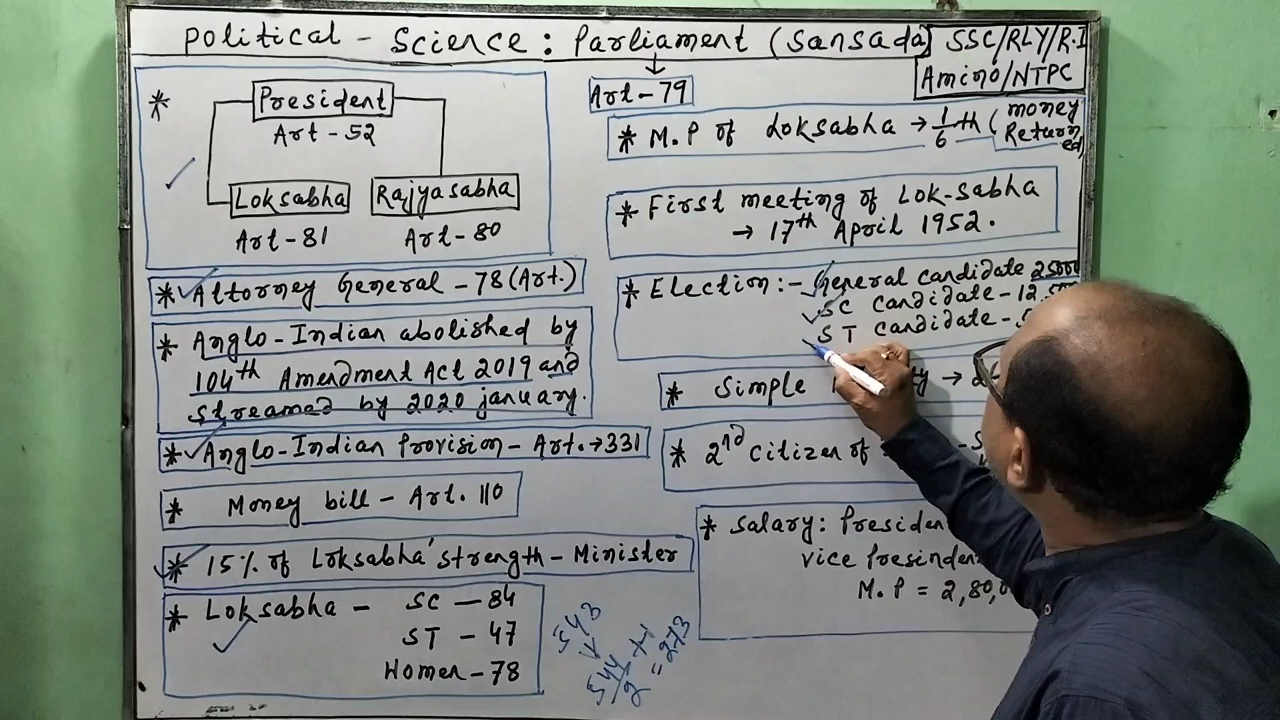 Political - Science : Parliament (Sansada)
SSC/RLY/R.I
Amino/NTPC
*
President
Art - 52
Loksabha
Rajyasabha
Art - 81
Art - 80
* Attorney General - 78 (Art.)
* Anglo - Indian abolished by
104th Amendment Act 2019 and
streamed by 2020 january.
* Anglo - Indian Provision - Art. → 331
* Money bill - Art. 110
* 15% of Loksabha's strength - Minister
* Loksabha - SC — 84
ST - 47
Women - 78
543
544/2 + 1
= 273
Art - 79
* M.P of Loksabha → 1/6 th (money
Return
ed,
* First meeting of Lok-sabha
→ 17th April 1952.
* Election :- General candidate 25000
SC candidate - 12,500
ST candidate -
* Simple →
* 2nd citizen of
* Salary : Presiden
vice Presinden
M.P = 2,80,0